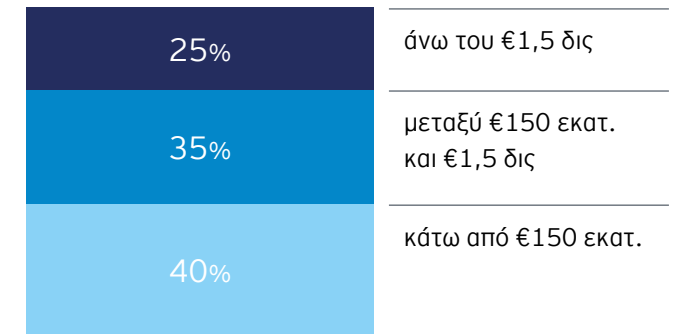 25% άνω του €1,5 δις
35% μεταξύ €150 εκατ.
και €1,5 δις
40% κάτω από €150 εκατ.